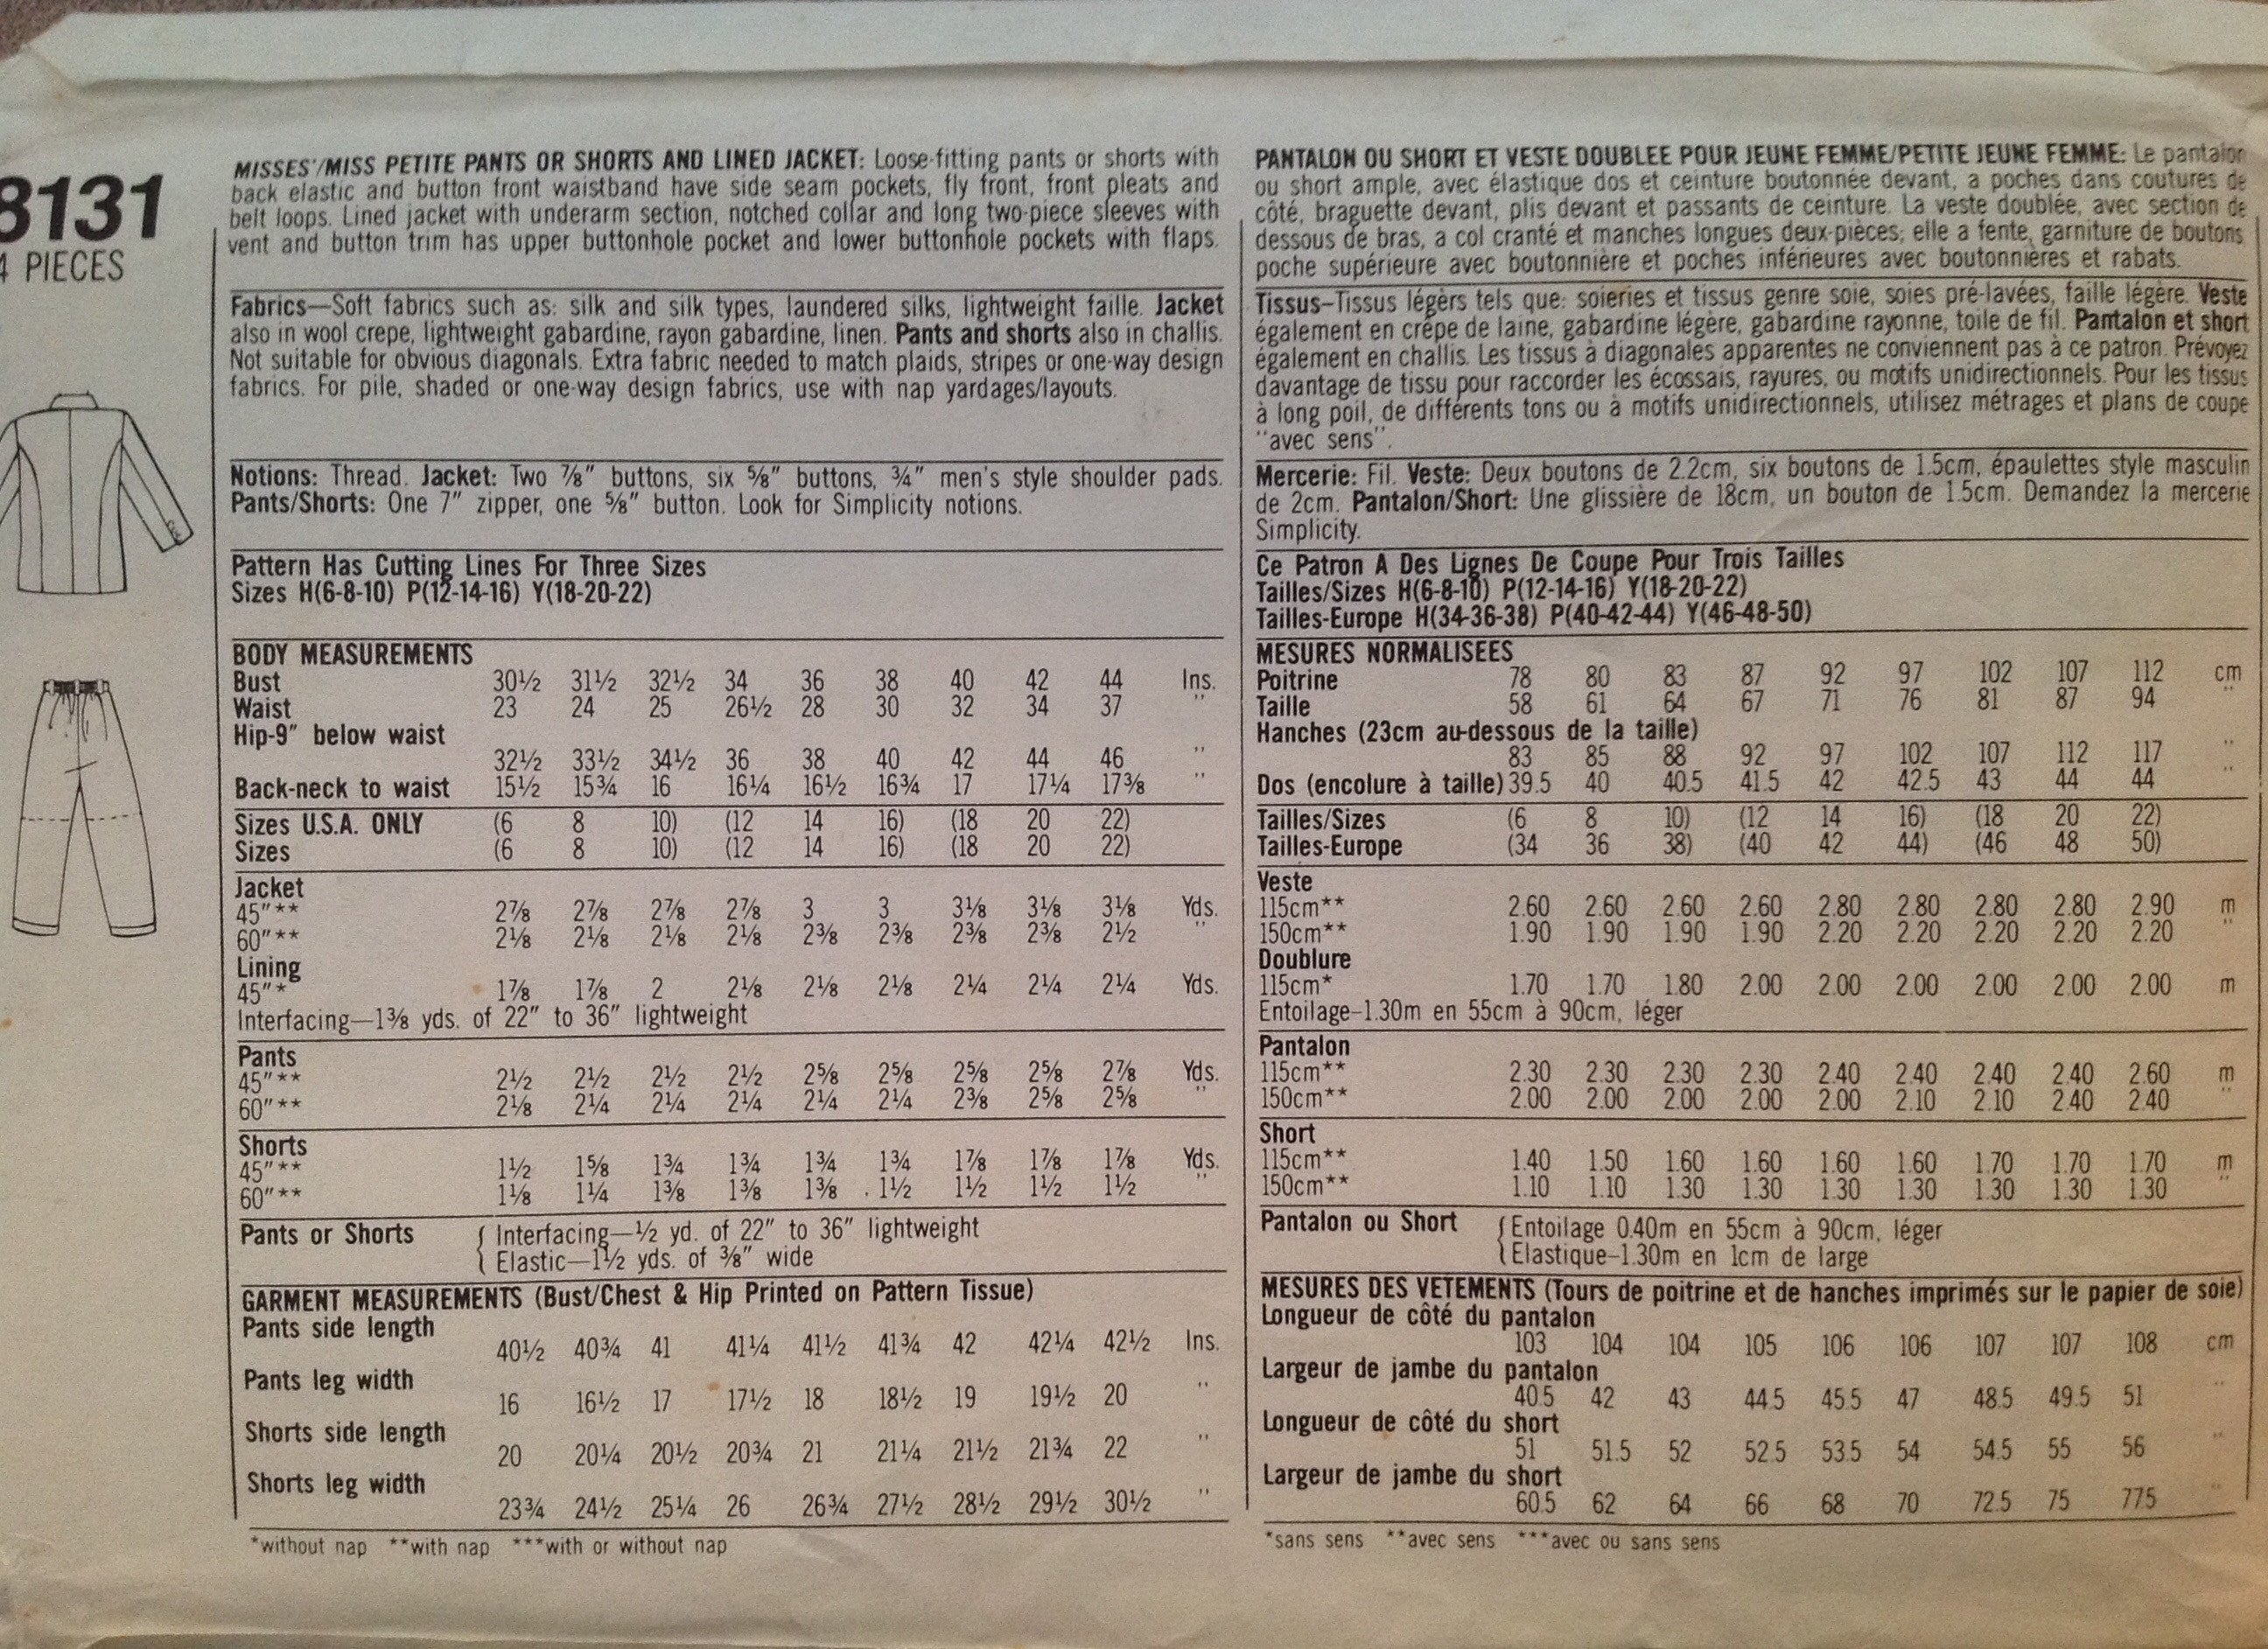 8131
4 PIECES
MISSES'/MISS PETITE PANTS OR SHORTS AND LINED JACKET: Loose-fitting pants or shorts with
back elastic and button front waistband have side seam pockets, fly front, front pleats and
belt loops. Lined jacket with underarm section, notched collar and long two-piece sleeves with
vent and button trim has upper buttonhole pocket and lower buttonhole pockets with flaps.
Fabrics—Soft fabrics such as: silk and silk types, laundered silks, lightweight faille. Jacket
also in wool crepe, lightweight gabardine, rayon gabardine, linen. Pants and shorts also in challis.
Not suitable for obvious diagonals. Extra fabric needed to match plaids, stripes or one-way design
fabrics. For pile, shaded or one-way design fabrics, use with nap yardages/layouts.
Notions: Thread. Jacket: Two 7/8" buttons, six 5/8" buttons, 3/4" men's style shoulder pads.
Pants/Shorts: One 7" zipper, one 5/8" button. Look for Simplicity notions.
Pattern Has Cutting Lines For Three Sizes
Sizes H(6-8-10) P(12-14-16) Y(18-20-22)
BODY MEASUREMENTS
Bust 30½ 31½ 32½ 34 36 38 40 42 44 Ins.
Waist 23 24 25 26½ 28 30 32 34 37 "
Hip-9" below waist
32½ 33½ 34½ 36 38 40 42 44 46 "
Back-neck to waist 15½ 15¾ 16 16¼ 16½ 16¾ 17 17¼ 17⅜ "
Sizes U.S.A. ONLY (6 8 10) (12 14 16) (18 20 22)
Sizes (6 8 10) (12 14 16) (18 20 22)
Jacket
45"** 2⅞ 2⅞ 2⅞ 2⅞ 3 3 3⅛ 3⅛ 3⅛ Yds.
60"** 2⅛ 2⅛ 2⅛ 2⅛ 2⅜ 2⅜ 2⅜ 2⅜ 2½ "
Lining
45"* 1⅞ 1⅞ 2 2⅛ 2⅛ 2⅛ 2¼ 2¼ 2¼ Yds.
Interfacing—1⅜ yds. of 22" to 36" lightweight
Pants
45"** 2½ 2½ 2½ 2½ 2⅝ 2⅝ 2⅝ 2⅝ 2⅞ Yds.
60"** 2⅛ 2¼ 2¼ 2¼ 2¼ 2¼ 2⅜ 2⅝ 2⅝ "
Shorts
45"** 1½ 1⅝ 1¾ 1¾ 1¾ 1¾ 1⅞ 1⅞ 1⅞ Yds.
60"** 1⅛ 1¼ 1⅜ 1⅜ 1⅜ 1½ 1½ 1½ 1½ "
Pants or Shorts { Interfacing—½ yd. of 22" to 36" lightweight
Elastic—1½ yds. of ⅜" wide
GARMENT MEASUREMENTS (Bust/Chest & Hip Printed on Pattern Tissue)
Pants side length
40½ 40¾ 41 41¼ 41½ 41¾ 42 42¼ 42½ Ins.
Pants leg width
16 16½ 17 17½ 18 18½ 19 19½ 20 "
Shorts side length
20 20¼ 20½ 20¾ 21 21¼ 21½ 21¾ 22 "
Shorts leg width
23¾ 24½ 25¼ 26 26¾ 27½ 28½ 29½ 30½ "
*without nap **with nap ***with or without nap
PANTALON OU SHORT ET VESTE DOUBLEE POUR JEUNE FEMME/PETITE JEUNE FEMME: Le pantalon
ou short ample, avec élastique dos et ceinture boutonnée devant, a poches dans coutures de
côté, braguette devant, plis devant et passants de ceinture. La veste doublée, avec section de
dessous de bras, a col cranté et manches longues deux-pièces; elle a fente, garniture de boutons
poche supérieure avec boutonnière et poches inférieures avec boutonnières et rabats.
Tissus–Tissus légèrs tels que: soieries et tissus genre soie, soies pré-lavées, faille légère. Veste
également en crêpe de laine, gabardine légère, gabardine rayonne, toile de fil. Pantalon et short
également en challis. Les tissus à diagonales apparentes ne conviennent pas à ce patron. Prévoyez
davantage de tissu pour raccorder les écossais, rayures, ou motifs unidirectionnels. Pour les tissus
à long poil, de différents tons ou à motifs unidirectionnels, utilisez métrages et plans de coupe
"avec sens".
Mercerie: Fil. Veste: Deux boutons de 2.2cm, six boutons de 1.5cm, épaulettes style masculin
de 2cm. Pantalon/Short: Une glissière de 18cm, un bouton de 1.5cm. Demandez la mercerie
Simplicity.
Ce Patron A Des Lignes De Coupe Pour Trois Tailles
Tailles/Sizes H(6-8-10) P(12-14-16) Y(18-20-22)
Tailles-Europe H(34-36-38) P(40-42-44) Y(46-48-50)
MESURES NORMALISEES
Poitrine 78 80 83 87 92 97 102 107 112 cm
Taille 58 61 64 67 71 76 81 87 94 "
Hanches (23cm au-dessous de la taille)
83 85 88 92 97 102 107 112 117 "
Dos (encolure à taille) 39.5 40 40.5 41.5 42 42.5 43 44 44 "
Tailles/Sizes (6 8 10) (12 14 16) (18 20 22)
Tailles-Europe (34 36 38) (40 42 44) (46 48 50)
Veste
115cm** 2.60 2.60 2.60 2.60 2.80 2.80 2.80 2.80 2.90 m
150cm** 1.90 1.90 1.90 1.90 2.20 2.20 2.20 2.20 2.20 "
Doublure
115cm* 1.70 1.70 1.80 2.00 2.00 2.00 2.00 2.00 2.00 m
Entoilage–1.30m en 55cm à 90cm, léger
Pantalon
115cm** 2.30 2.30 2.30 2.30 2.40 2.40 2.40 2.40 2.60 m
150cm** 2.00 2.00 2.00 2.00 2.00 2.10 2.10 2.40 2.40 "
Short
115cm** 1.40 1.50 1.60 1.60 1.60 1.60 1.70 1.70 1.70 m
150cm** 1.10 1.10 1.30 1.30 1.30 1.30 1.30 1.30 1.30 "
Pantalon ou Short { Entoilage 0.40m en 55cm à 90cm, léger
Elastique–1.30m en 1cm de large
MESURES DES VETEMENTS (Tours de poitrine et de hanches imprimés sur le papier de soie)
Longueur de côté du pantalon
103 104 104 105 106 106 107 107 108 cm
Largeur de jambe du pantalon
40.5 42 43 44.5 45.5 47 48.5 49.5 51 "
Longueur de côté du short
51 51.5 52 52.5 53.5 54 54.5 55 56 "
Largeur de jambe du short
60.5 62 64 66 68 70 72.5 75 77.5 "
*sans sens **avec sens ***avec ou sans sens